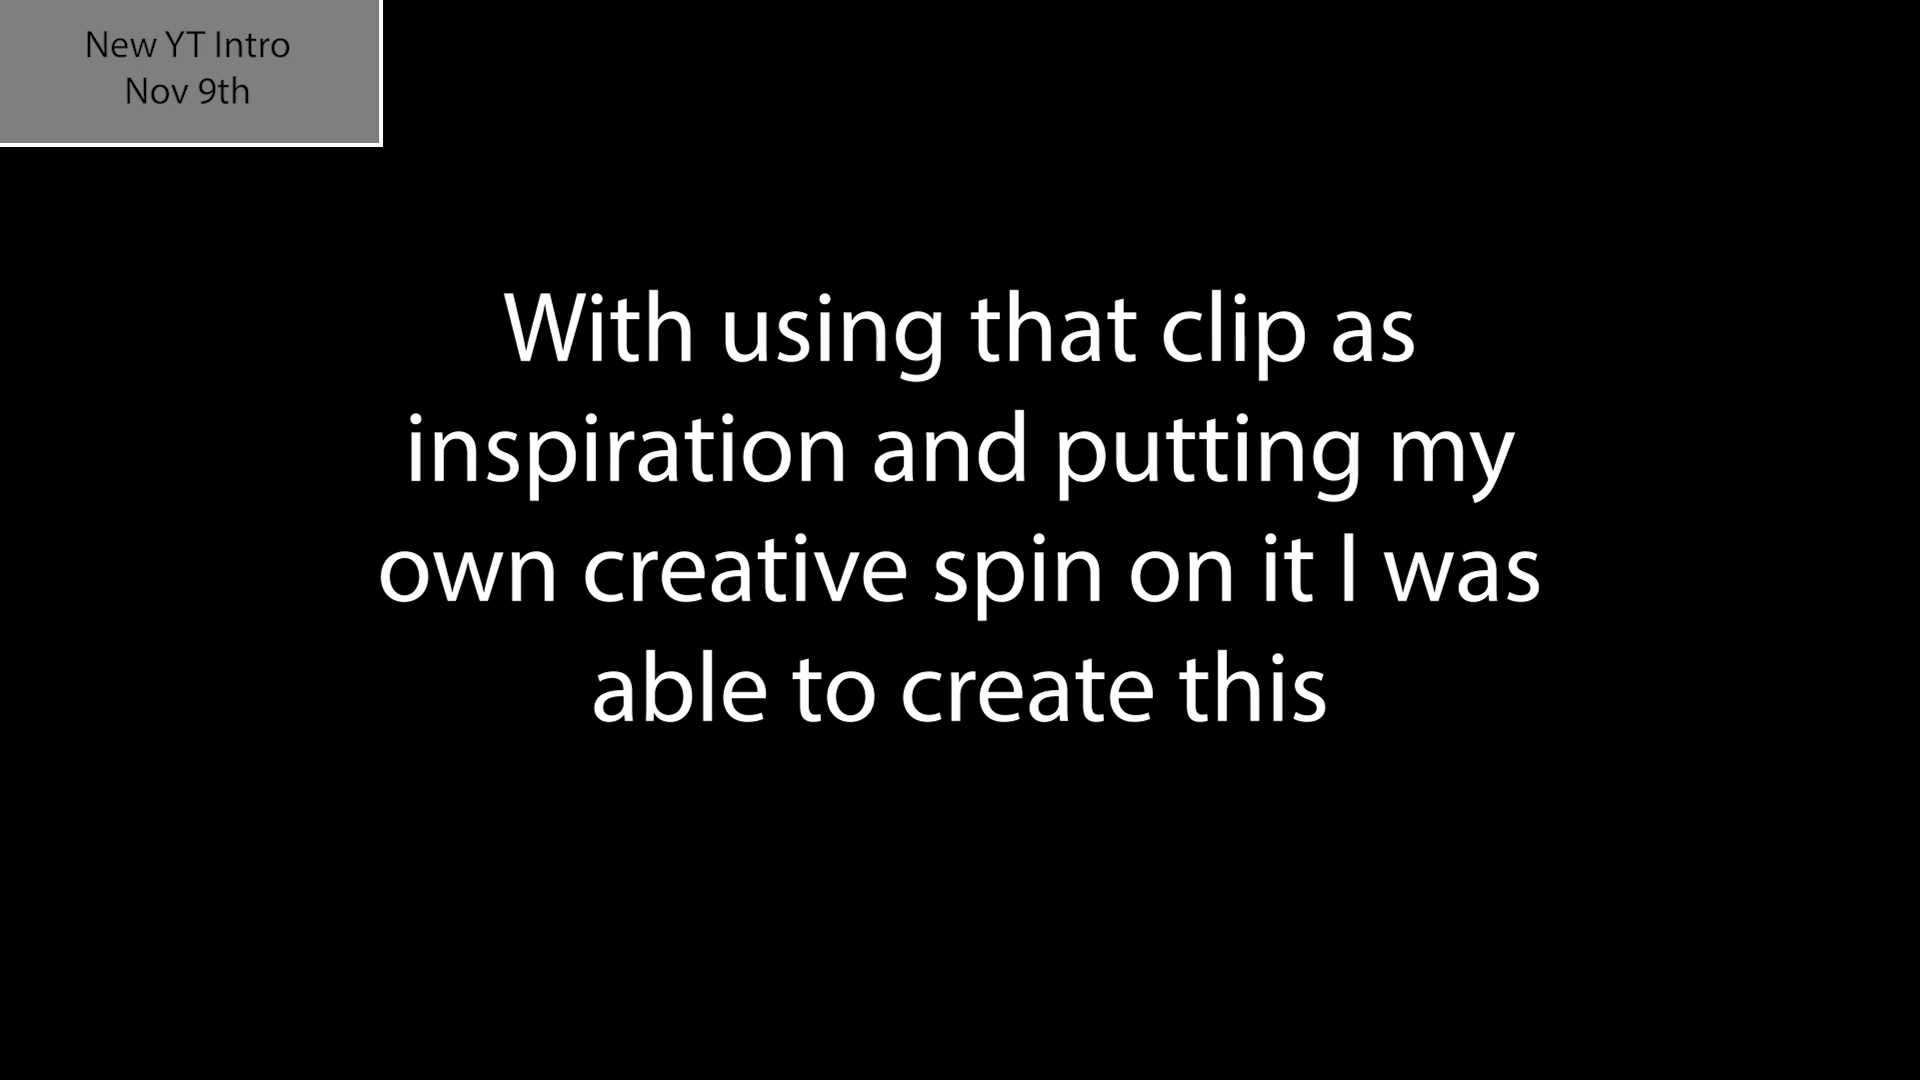 New YT Intro
Nov 9th
With using that clip as
inspiration and putting my
own creative spin on it I was
able to create this